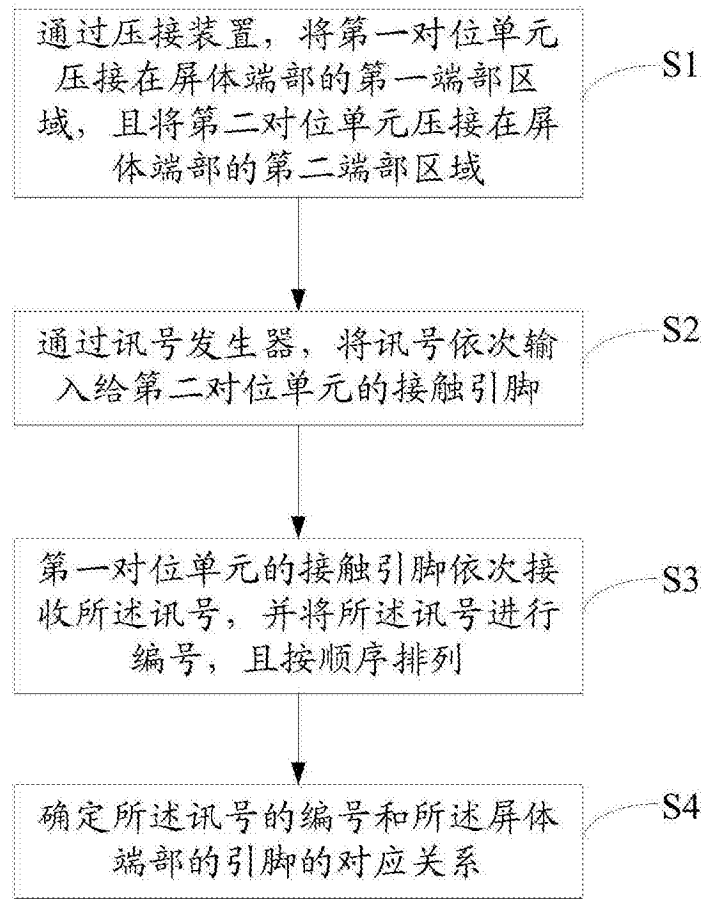 通过压接装置，将第一对位单元
压接在屏体端部的第一端部区
域，且将第二对位单元压接在屏
体端部的第二端部区域
S1
通过讯号发生器，将讯号依次输
入给第二对位单元的接触引脚
S2
第一对位单元的接触引脚依次接
收所述讯号，并将所述讯号进行
编号，且按顺序排列
S3
确定所述讯号的编号和所述屏体
端部的引脚的对应关系
S4